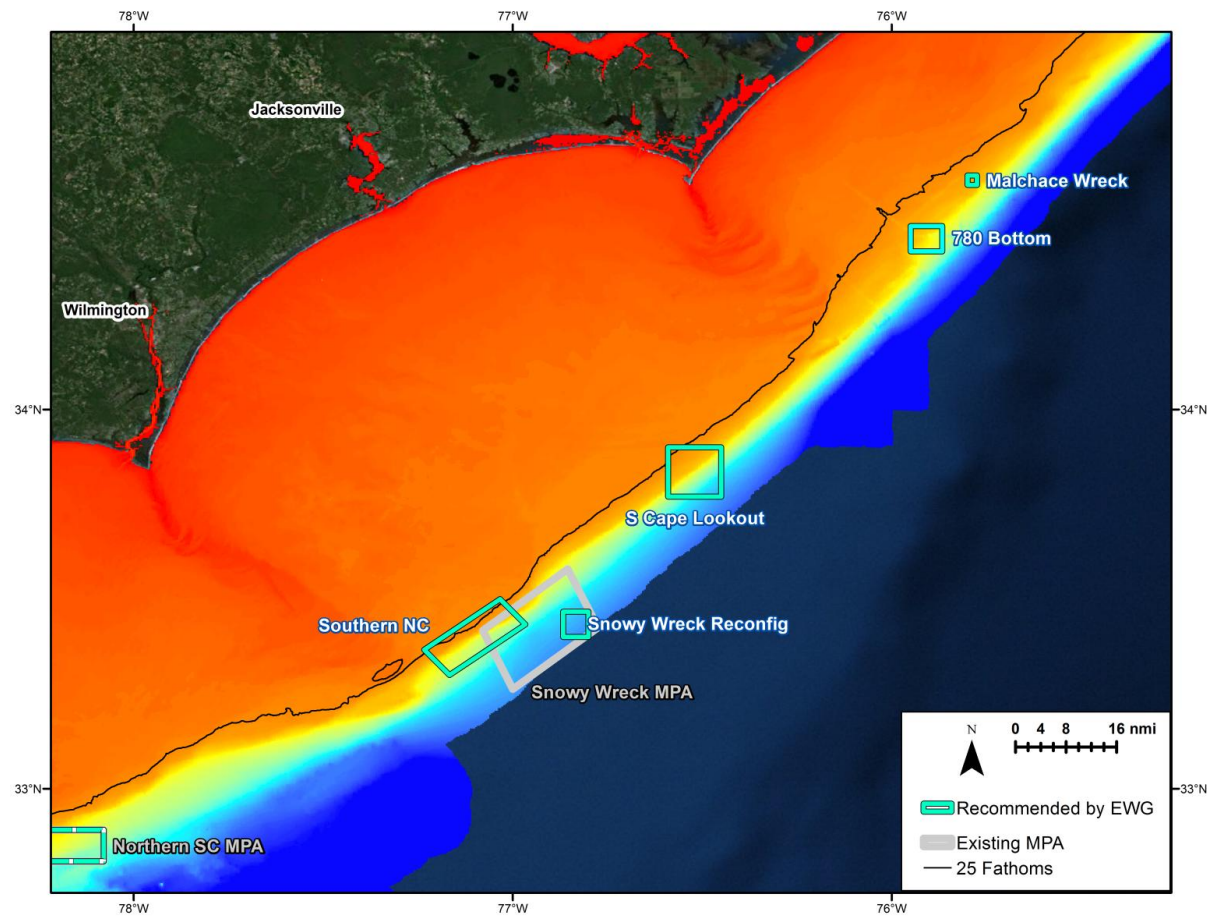 78°W 77°W 76°W
Jacksonville
Malchace Wreck
780 Bottom
Wilmington
34°N 34°N
S Cape Lookout
Southern NC
Snowy Wreck Reconfig
Snowy Wreck MPA
N
0 4 8 16 nmi
33°N 33°N
Recommended by EWG
Northern SC MPA
Existing MPA
25 Fathoms
78°W 77°W 76°W